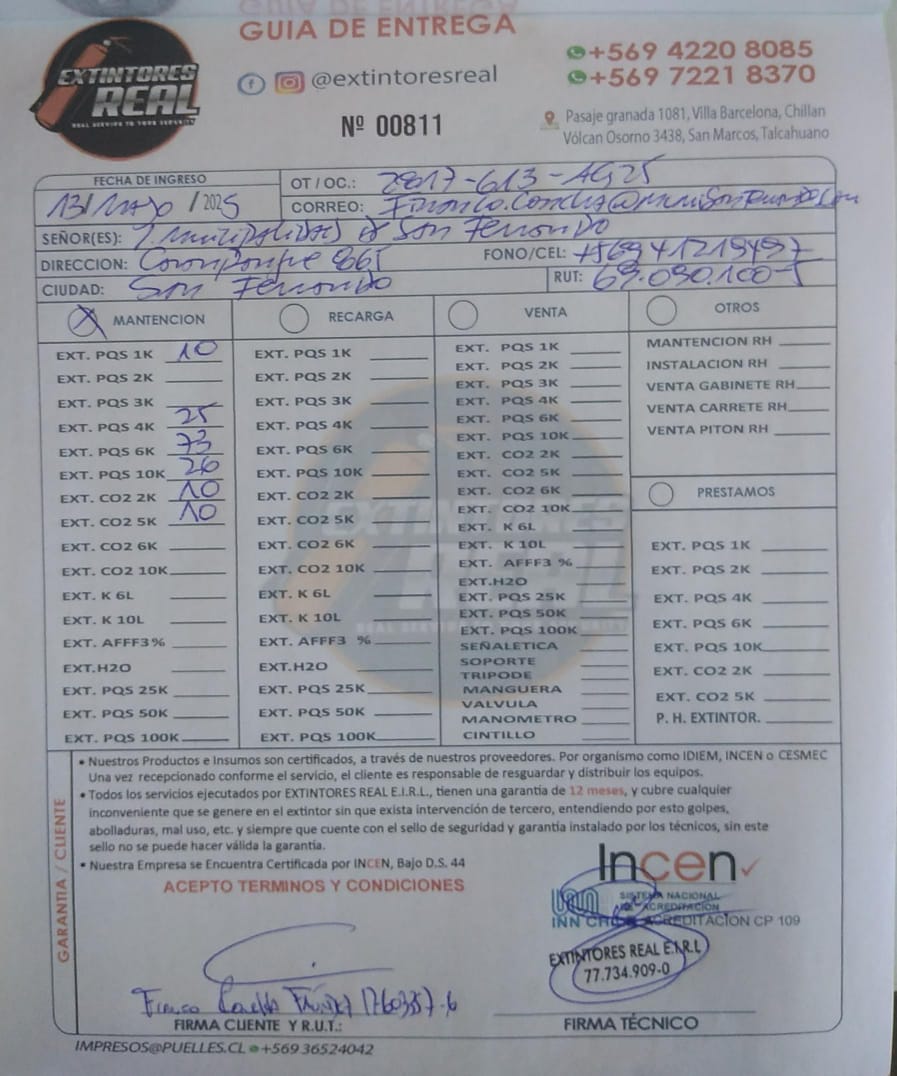 GUIA DE ENTREGA
EXTINTORES
REAL
REAL SERVICE TO YOUR SECURITY
@extintoresreal
+569 4220 8085
+569 7221 8370
Nº 00811
Pasaje granada 1081, Villa Barcelona, Chillan
Vólcan Osorno 3438, San Marcos, Talcahuano
FECHA DE INGRESO
13/Mayo/2025
OT / OC.: 2817-613-AG25
CORREO:
SEÑOR(ES): I. Municipalidad de San Fernando
DIRECCION: 865
FONO/CEL: +56941219497
CIUDAD: San Fernando
RUT: 69.090.100-5
MANTENCION
EXT. PQS 1K 10
EXT. PQS 2K
EXT. PQS 3K
EXT. PQS 4K 25
EXT. PQS 6K 73
EXT. PQS 10K 26
EXT. CO2 2K 10
EXT. CO2 5K 10
EXT. CO2 6K
EXT. CO2 10K
EXT. K 6L
EXT. K 10L
EXT. AFFF3%
EXT.H2O
EXT. PQS 25K
EXT. PQS 50K
EXT. PQS 100K
RECARGA
EXT. PQS 1K
EXT. PQS 2K
EXT. PQS 3K
EXT. PQS 4K
EXT. PQS 6K
EXT. PQS 10K
EXT. CO2 2K
EXT. CO2 5K
EXT. CO2 6K
EXT. CO2 10K
EXT. K 6L
EXT. K 10L
EXT. AFFF3 %
EXT.H2O
EXT. PQS 25K
EXT. PQS 50K
EXT. PQS 100K
VENTA
EXT. PQS 1K
EXT. PQS 2K
EXT. PQS 3K
EXT. PQS 4K
EXT. PQS 6K
EXT. PQS 10K
EXT. CO2 2K
EXT. CO2 5K
EXT. CO2 6K
EXT. CO2 10K
EXT. K 6L
EXT. K 10L
EXT. AFFF3 %
EXT.H2O
EXT. PQS 25K
EXT. PQS 50K
EXT. PQS 100K
SEÑALETICA
SOPORTE
TRIPODE
MANGUERA
VALVULA
MANOMETRO
CINTILLO
OTROS
MANTENCION RH
INSTALACION RH
VENTA GABINETE RH
VENTA CARRETE RH
VENTA PITON RH
PRESTAMOS
EXT. PQS 1K
EXT. PQS 2K
EXT. PQS 4K
EXT. PQS 6K
EXT. PQS 10K
EXT. CO2 2K
EXT. CO2 5K
P. H. EXTINTOR.
GARANTIA / CLIENTE
• Nuestros Productos e Insumos son certificados, a través de nuestros proveedores. Por organismo como IDIEM, INCEN o CESMEC
Una vez recepcionado conforme el servicio, el cliente es responsable de resguardar y distribuir los equipos.
• Todos los servicios ejecutados por EXTINTORES REAL E.I.R.L., tienen una garantía de 12 meses, y cubre cualquier
inconveniente que se genere en el extintor sin que exista intervención de tercero, entendiendo por esto golpes,
abolladuras, mal uso, etc. y siempre que cuente con el sello de seguridad y garantía instalado por los técnicos, sin este
sello no se puede hacer válida la garantía.
• Nuestra Empresa se Encuentra Certificada por INCEN, Bajo D.S. 44
ACEPTO TERMINOS Y CONDICIONES
Incen
SISTEMA NACIONAL
DE ACREDITACIÓN
INN CHILE ACREDITACIÓN CP 109
EXTINTORES REAL E.I.R.L
77.734.909-0
FIRMA CLIENTE Y R.U.T.:
FIRMA TÉCNICO
IMPRESOS@PUELLES.CL +569 36524042